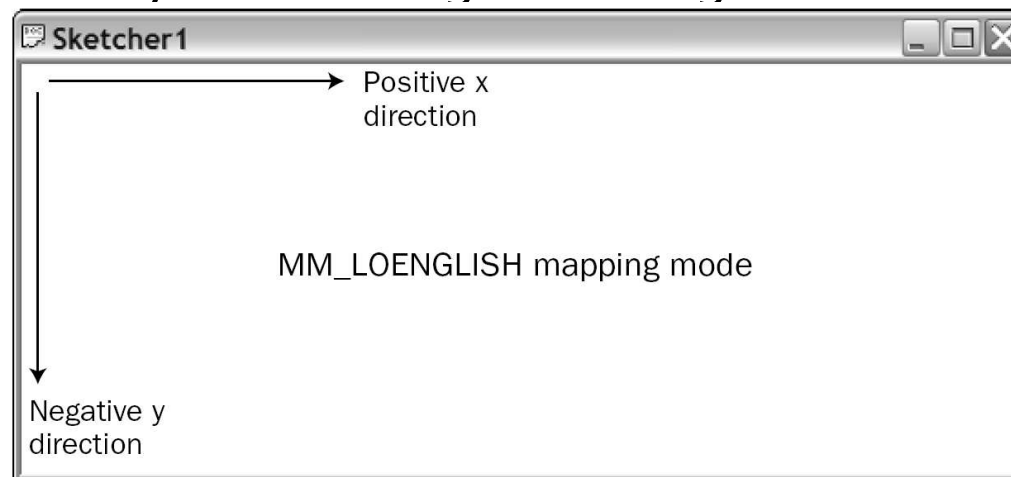 Sketcher1
Positive x
direction
MM_LOENGLISH mapping mode
Negative y
direction